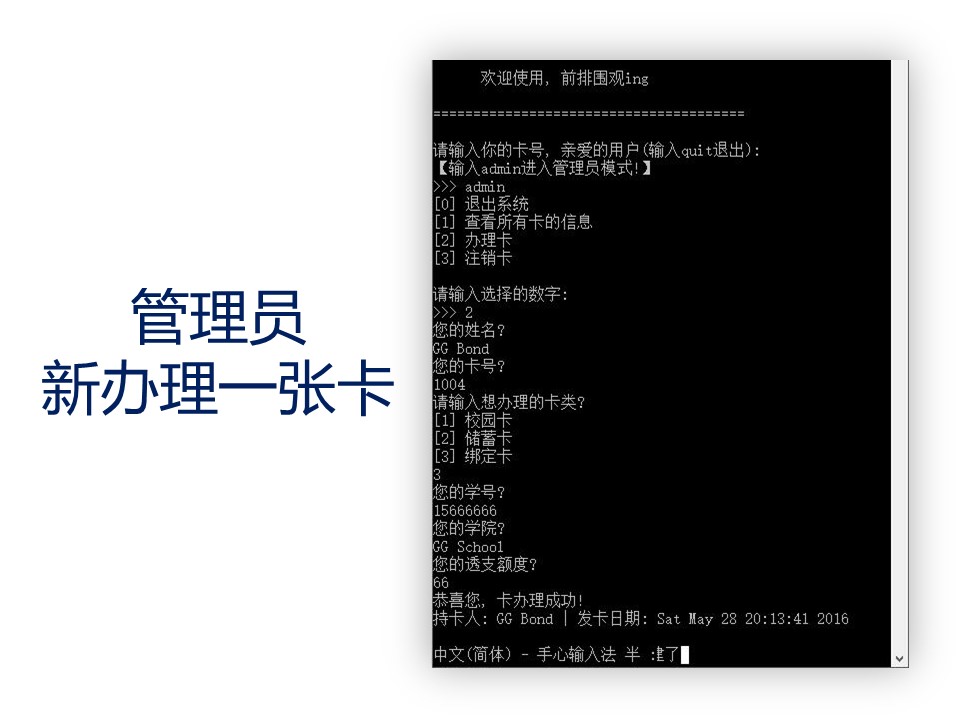 管理员
新办理一张卡
欢迎使用, 前排围观ing
=======================================
请输入你的卡号, 亲爱的用户(输入quit退出):
【输入admin进入管理员模式!】
>>> admin
[0] 退出系统
[1] 查看所有卡的信息
[2] 办理卡
[3] 注销卡
请输入选择的数字:
>>> 2
您的姓名?
GG Bond
您的卡号?
1004
请输入想办理的卡类?
[1] 校园卡
[2] 储蓄卡
[3] 绑定卡
3
您的学号?
15666666
您的学院?
GG School
您的透支额度?
66
恭喜您, 卡办理成功!
持卡人: GG Bond | 发卡日期: Sat May 28 20:13:41 2016
中文(简体) - 手心输入法 半 :